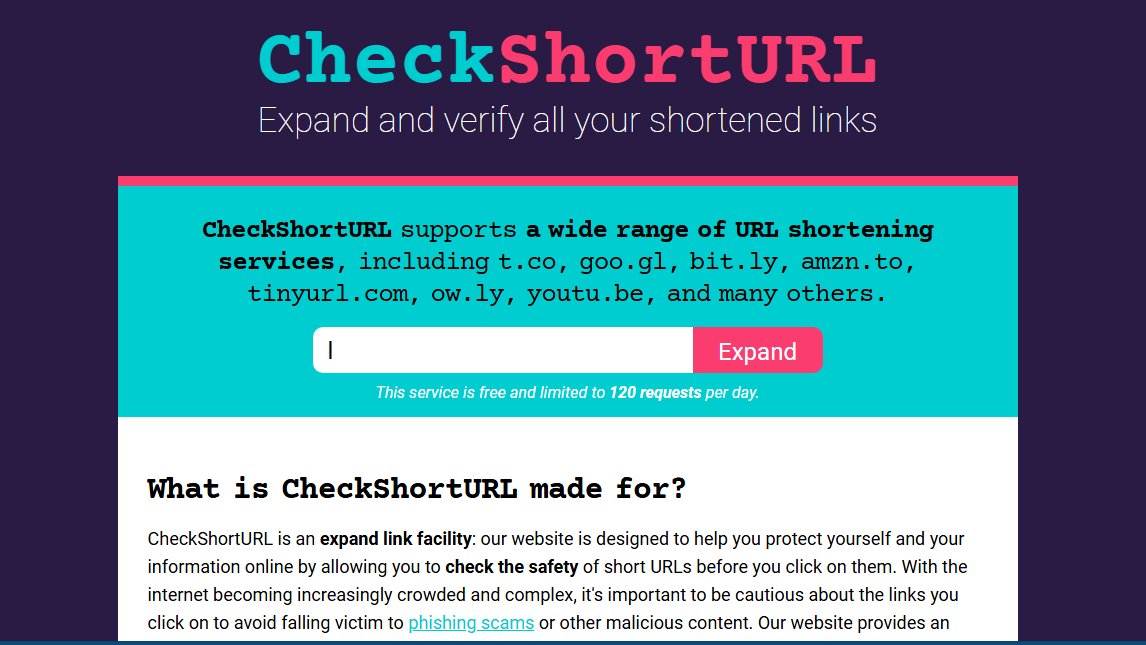 CheckShortURL
Expand and verify all your shortened links
CheckShortURL supports a wide range of URL shortening
services, including t.co, goo.gl, bit.ly, amzn.to,
tinyurl.com, ow.ly, youtu.be, and many others.
Expand
This service is free and limited to 120 requests per day.
What is CheckShortURL made for?
CheckShortURL is an expand link facility: our website is designed to help you protect yourself and your
information online by allowing you to check the safety of short URLs before you click on them. With the
internet becoming increasingly crowded and complex, it's important to be cautious about the links you
click on to avoid falling victim to phishing scams or other malicious content. Our website provides an